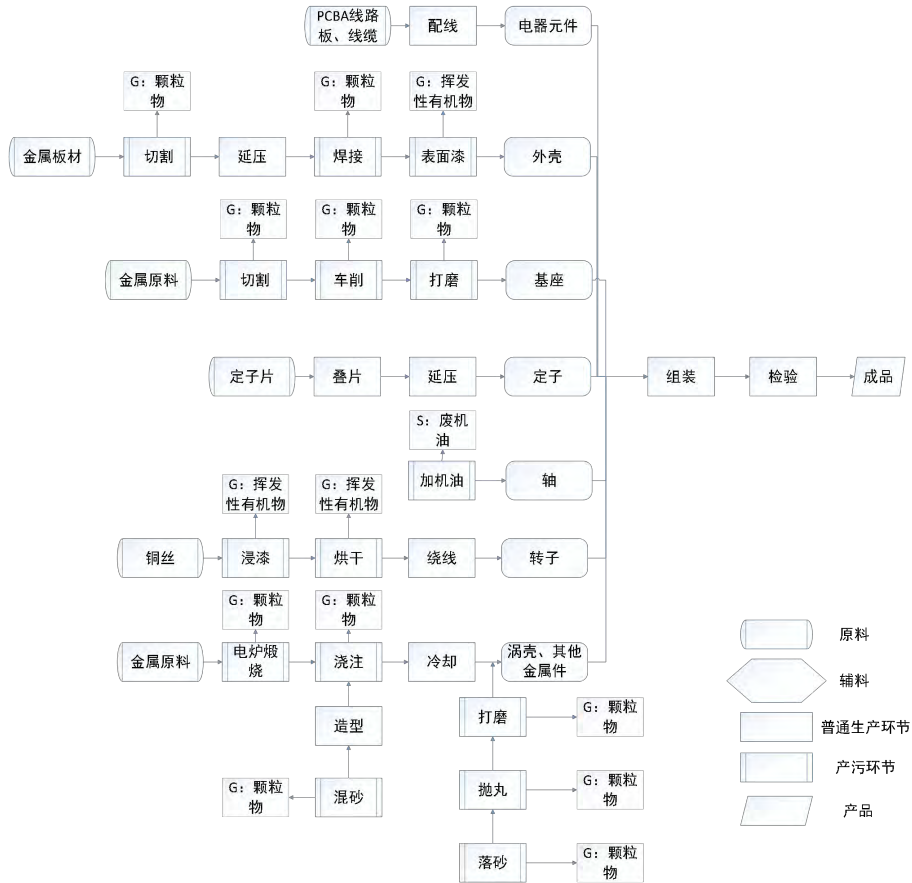 PCBA线路
板、线缆
配线
电器元件
G：颗粒
物
G：颗粒
物
G：挥发
性有机物
金属板材
切割
延压
焊接
表面漆
外壳
G：颗粒
物
G：颗粒
物
G：颗粒
物
金属原料
切割
车削
打磨
基座
定子片
叠片
延压
定子
组装
检验
成品
S：废机
油
加机油
轴
G：挥发
性有机物
G：挥发
性有机物
铜丝
浸漆
烘干
绕线
转子
G：颗粒
物
G：颗粒
物
金属原料
电炉煅
烧
浇注
冷却
涡壳、其他
金属件
造型
打磨
G：颗粒
物
G：颗粒
物
混砂
抛丸
G：颗粒
物
落砂
G：颗粒
物
原料
辅料
普通生产环节
产污环节
产品